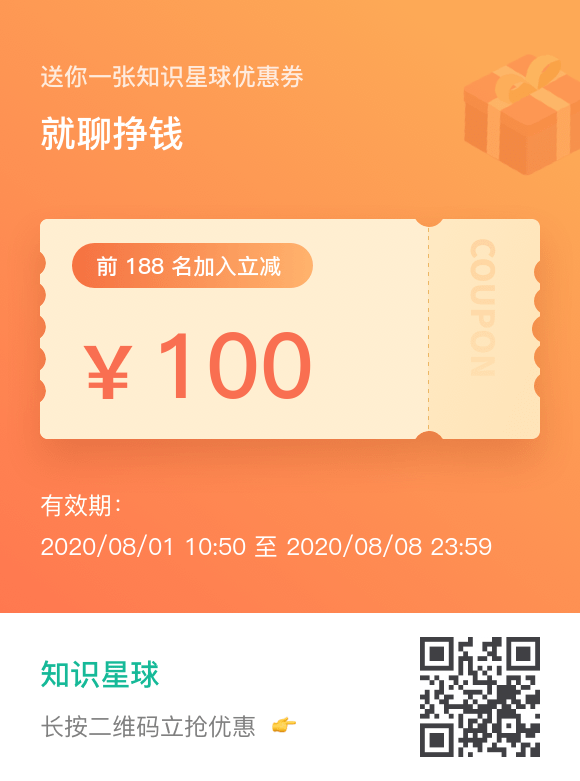 送你一张知识星球优惠券
就聊挣钱
前 188 名加入立减
¥ 100
COUPON
有效期：
2020/08/01 10:50 至 2020/08/08 23:59
知识星球
长按二维码立抢优惠 👉